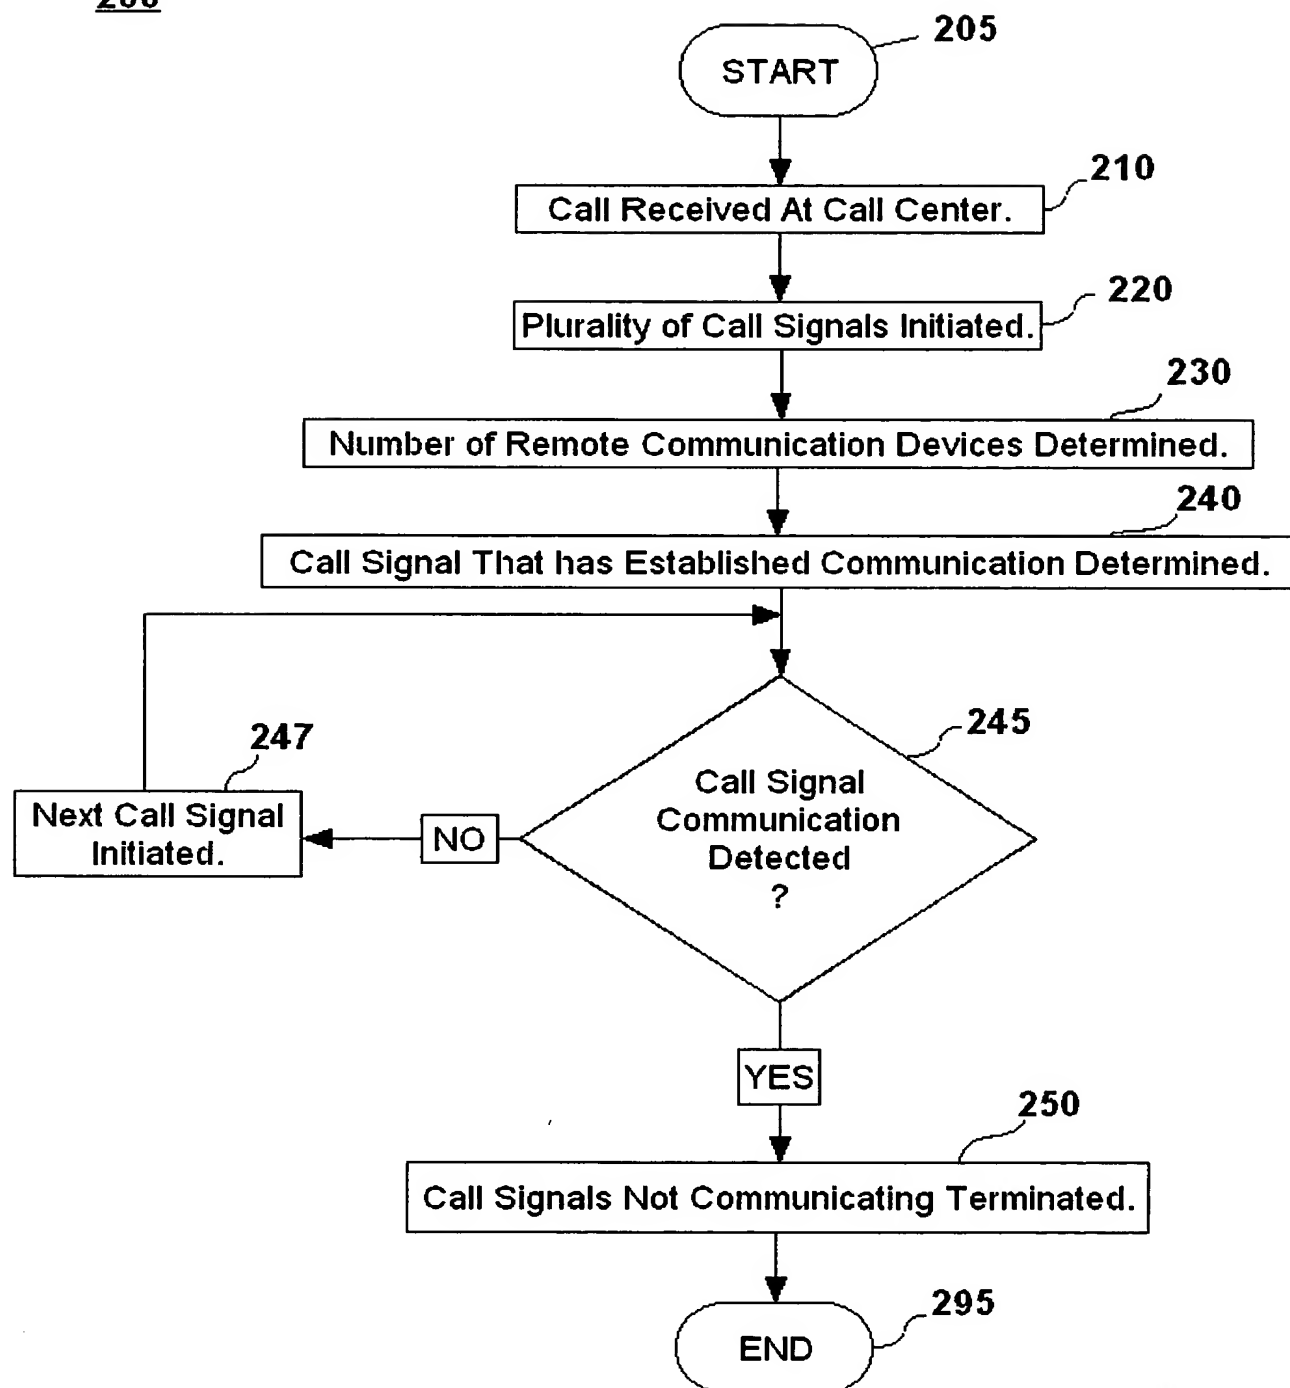 200
205
START
210
Call Received At Call Center.
220
Plurality of Call Signals Initiated.
230
Number of Remote Communication Devices Determined.
240
Call Signal That has Established Communication Determined.
247
245
Next Call Signal
Initiated.
NO
Call Signal
Communication
Detected
?
YES
250
Call Signals Not Communicating Terminated.
295
END